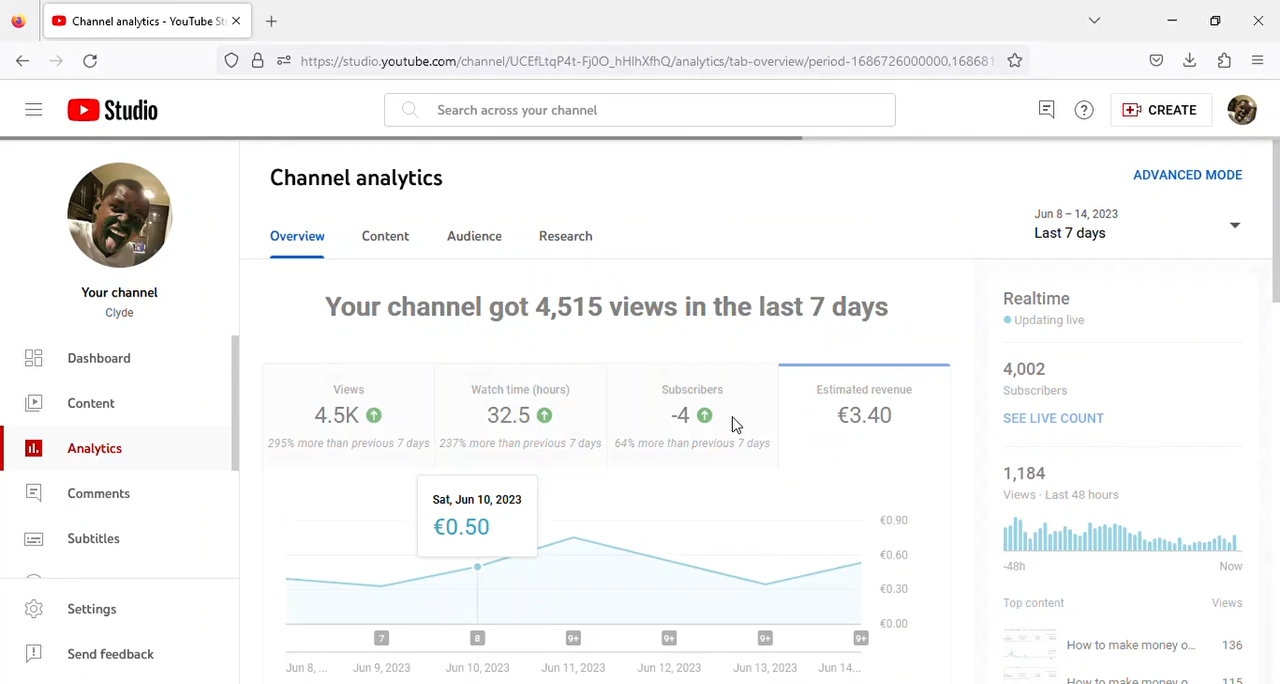 Channel analytics - YouTube St
https://studio.youtube.com/channel/UCEfLtqP4t-Fj0O_hHIhXfhQ/analytics/tab-overview/period-1686726000000,168681
Studio
Search across your channel
CREATE
Your channel
Clyde
Dashboard
Content
Analytics
Comments
Subtitles
Settings
Send feedback
Channel analytics
ADVANCED MODE
Overview
Content
Audience
Research
Jun 8 – 14, 2023
Last 7 days
Your channel got 4,515 views in the last 7 days
Views
4.5K
295% more than previous 7 days
Watch time (hours)
32.5
237% more than previous 7 days
Subscribers
-4
64% more than previous 7 days
Estimated revenue
€3.40
Sat, Jun 10, 2023
€0.50
€0.90
€0.60
€0.30
€0.00
7
8
9+
9+
9+
9+
Jun 8, ...
Jun 9, 2023
Jun 10, 2023
Jun 11, 2023
Jun 12, 2023
Jun 13, 2023
Jun 14...
Realtime
Updating live
4,002
Subscribers
SEE LIVE COUNT
1,184
Views · Last 48 hours
-48h
Now
Top content
Views
How to make money o...
136
How to make money o
115